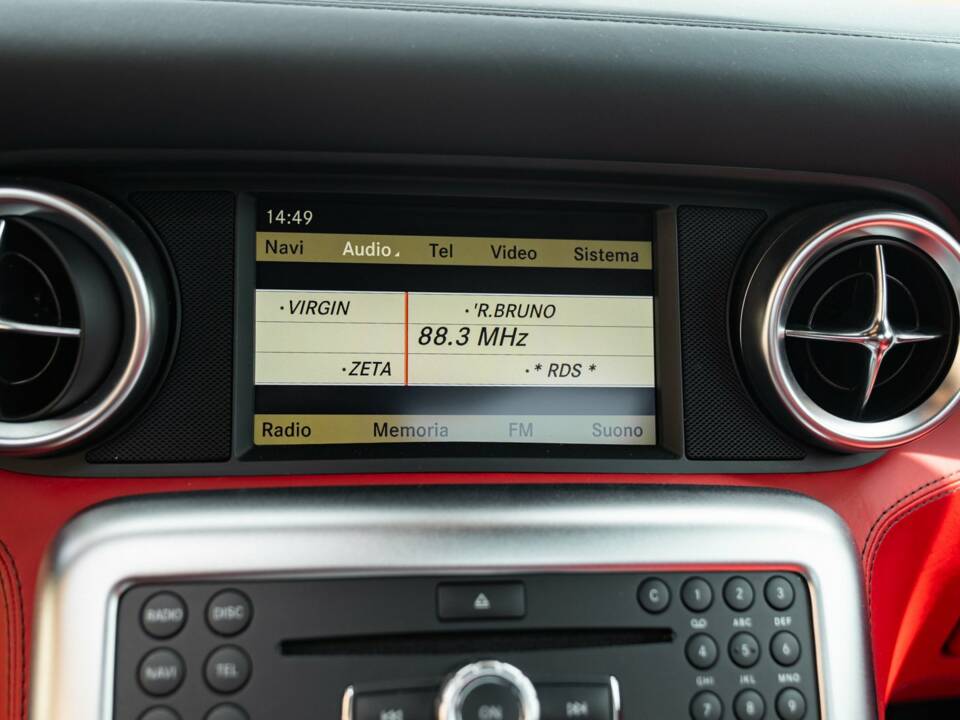 14:49
Navi Audio Tel Video Sistema
·VIRGIN ·'R.BRUNO
88.3 MHz
·ZETA ·* RDS *
Radio Memoria FM Suono
RADIO DISC C 1 2 3
ABC DEF
NAVI TEL 4 5 6
GHI JKL MNO
ON 7 8 9